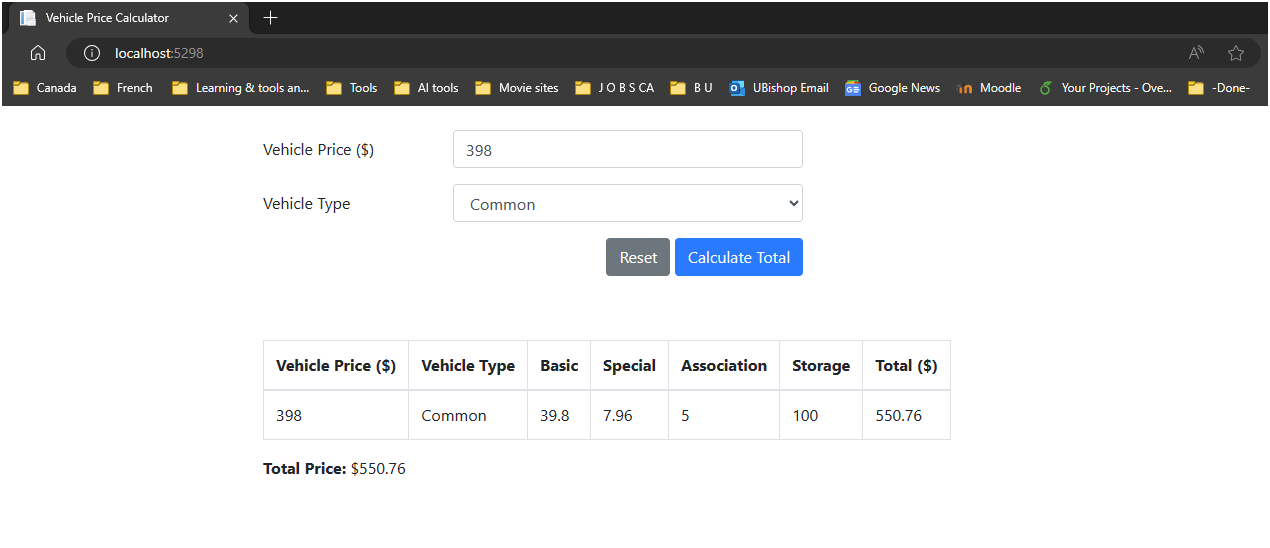 Vehicle Price Calculator
localhost:5298
Canada French Learning & tools an... Tools AI tools Movie sites J O B S CA B U UBishop Email Google News Moodle Your Projects - Ove... -Done-
Vehicle Price ($) 398
Vehicle Type Common
Reset Calculate Total
Vehicle Price ($) Vehicle Type Basic Special Association Storage Total ($)
398 Common 39.8 7.96 5 100 550.76
Total Price: $550.76